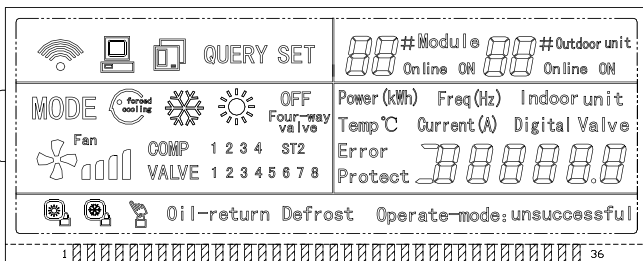 QUERY SET
88 #Module 88 #Outdoor unit
Online ON Online ON
MODE forced cooling OFF
Four-way valve
Fan
COMP 1 2 3 4 ST2
VALVE 1 2 3 4 5 6 7 8
Power(kWh) Freq(Hz) Indoor unit
Temp℃ Current(A) Digital Valve
Error
Protect
Oil-return Defrost Operate-mode:unsuccessful
1 36